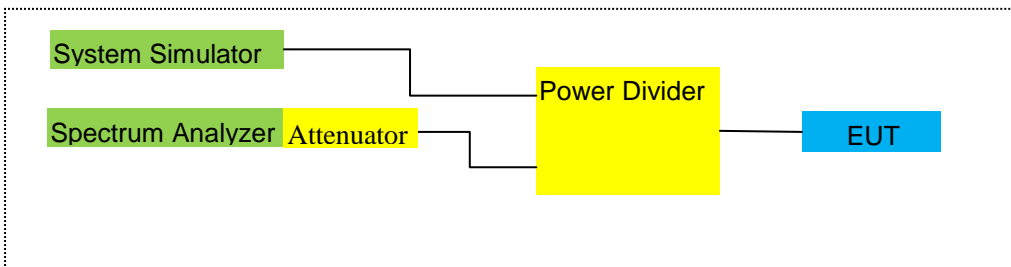 System Simulator
Power Divider
Spectrum Analyzer Attenuator
EUT